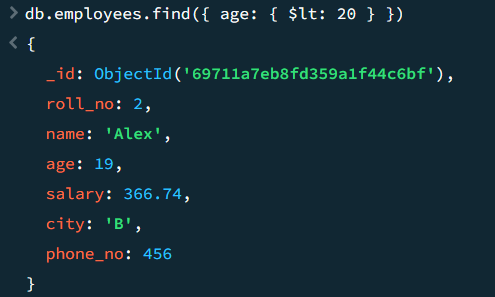 > db.employees.find({ age: { $lt: 20 } })
< {
_id: ObjectId('69711a7eb8fd359a1f44c6bf'),
roll_no: 2,
name: 'Alex',
age: 19,
salary: 366.74,
city: 'B',
phone_no: 456
}